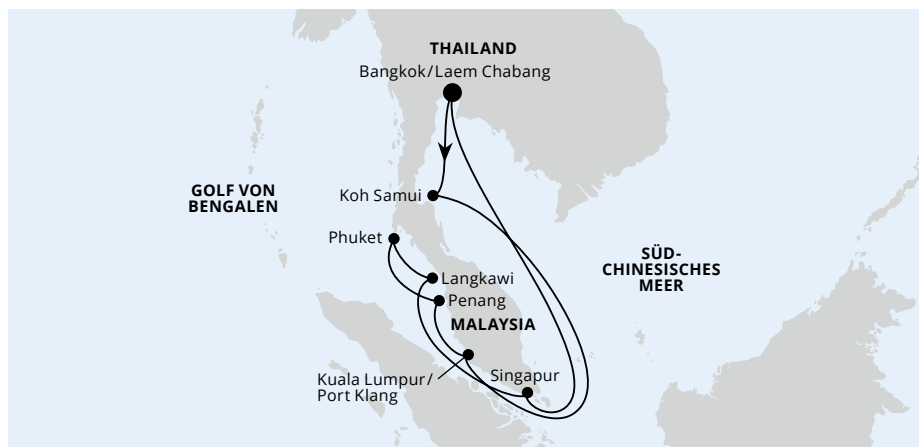 THAILAND
Bangkok/Laem Chabang
GOLF VON
BENGALEN
Koh Samui
Phuket
SÜD-
CHINESISCHES
MEER
Langkawi
Penang
MALAYSIA
Kuala Lumpur/
Port Klang
Singapur